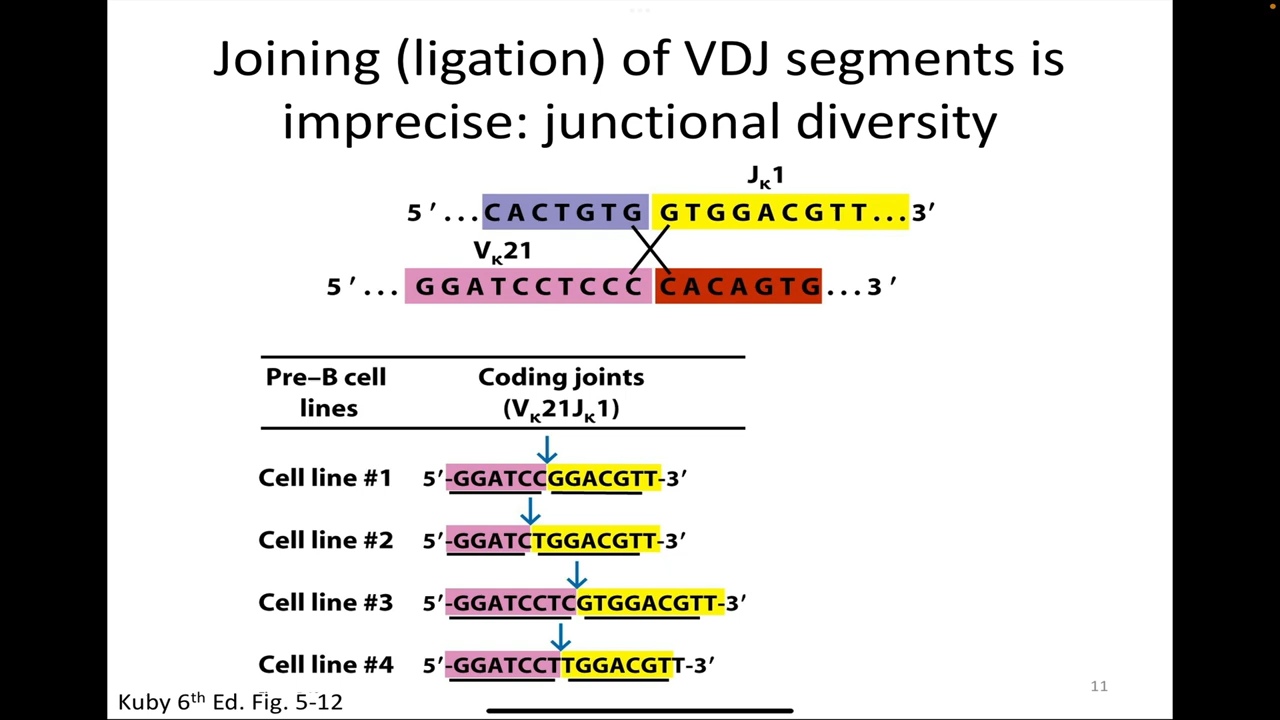 Joining (ligation) of VDJ segments is
imprecise: junctional diversity
Jκ1
5′...CACTGTG GTGGACGTT...3′
Vκ21
5′... GGATCCTCCC CACAGTG...3′
Pre–B cell
lines
Coding joints
(Vκ21Jκ1)
Cell line #1 5′-GGATCCGGACGTT-3′
Cell line #2 5′-GGATCTGGACGTT-3′
Cell line #3 5′-GGATCCTCGTGGACGTT-3′
Cell line #4 5′-GGATCCTTGGACGTT-3′
Kuby 6th Ed. Fig. 5-12
11